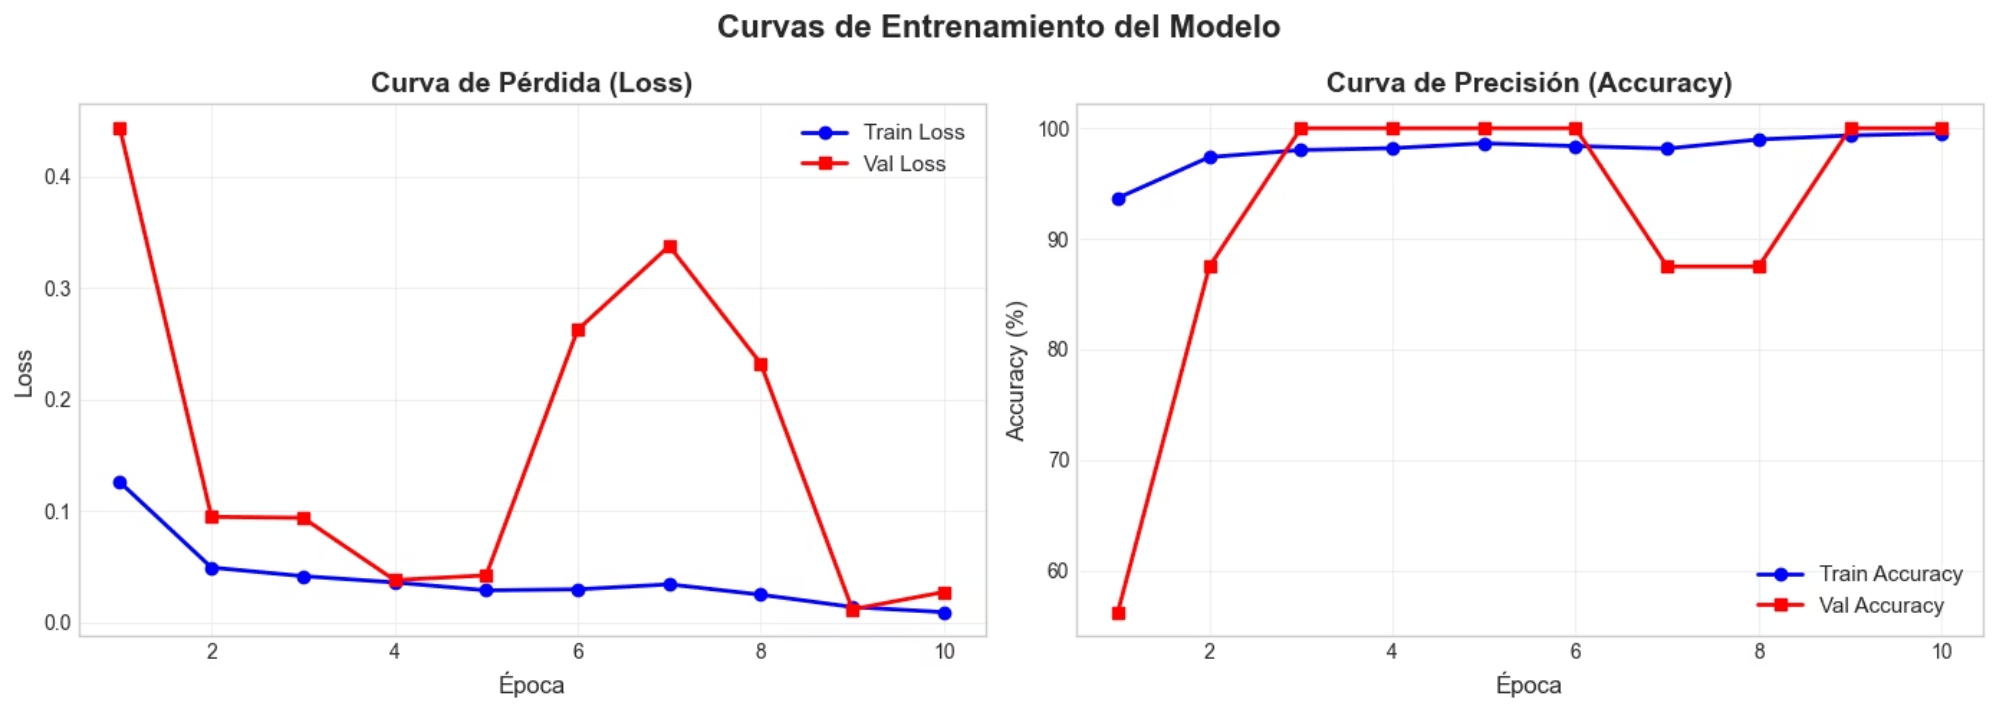 Curvas de Entrenamiento del Modelo
Curva de Pérdida (Loss)
Train Loss
Val Loss
0.4
0.3
0.2
0.1
0.0
Loss
2 4 6 8 10
Época
Curva de Precisión (Accuracy)
100
90
80
70
60
Accuracy (%)
Train Accuracy
Val Accuracy
2 4 6 8 10
Época